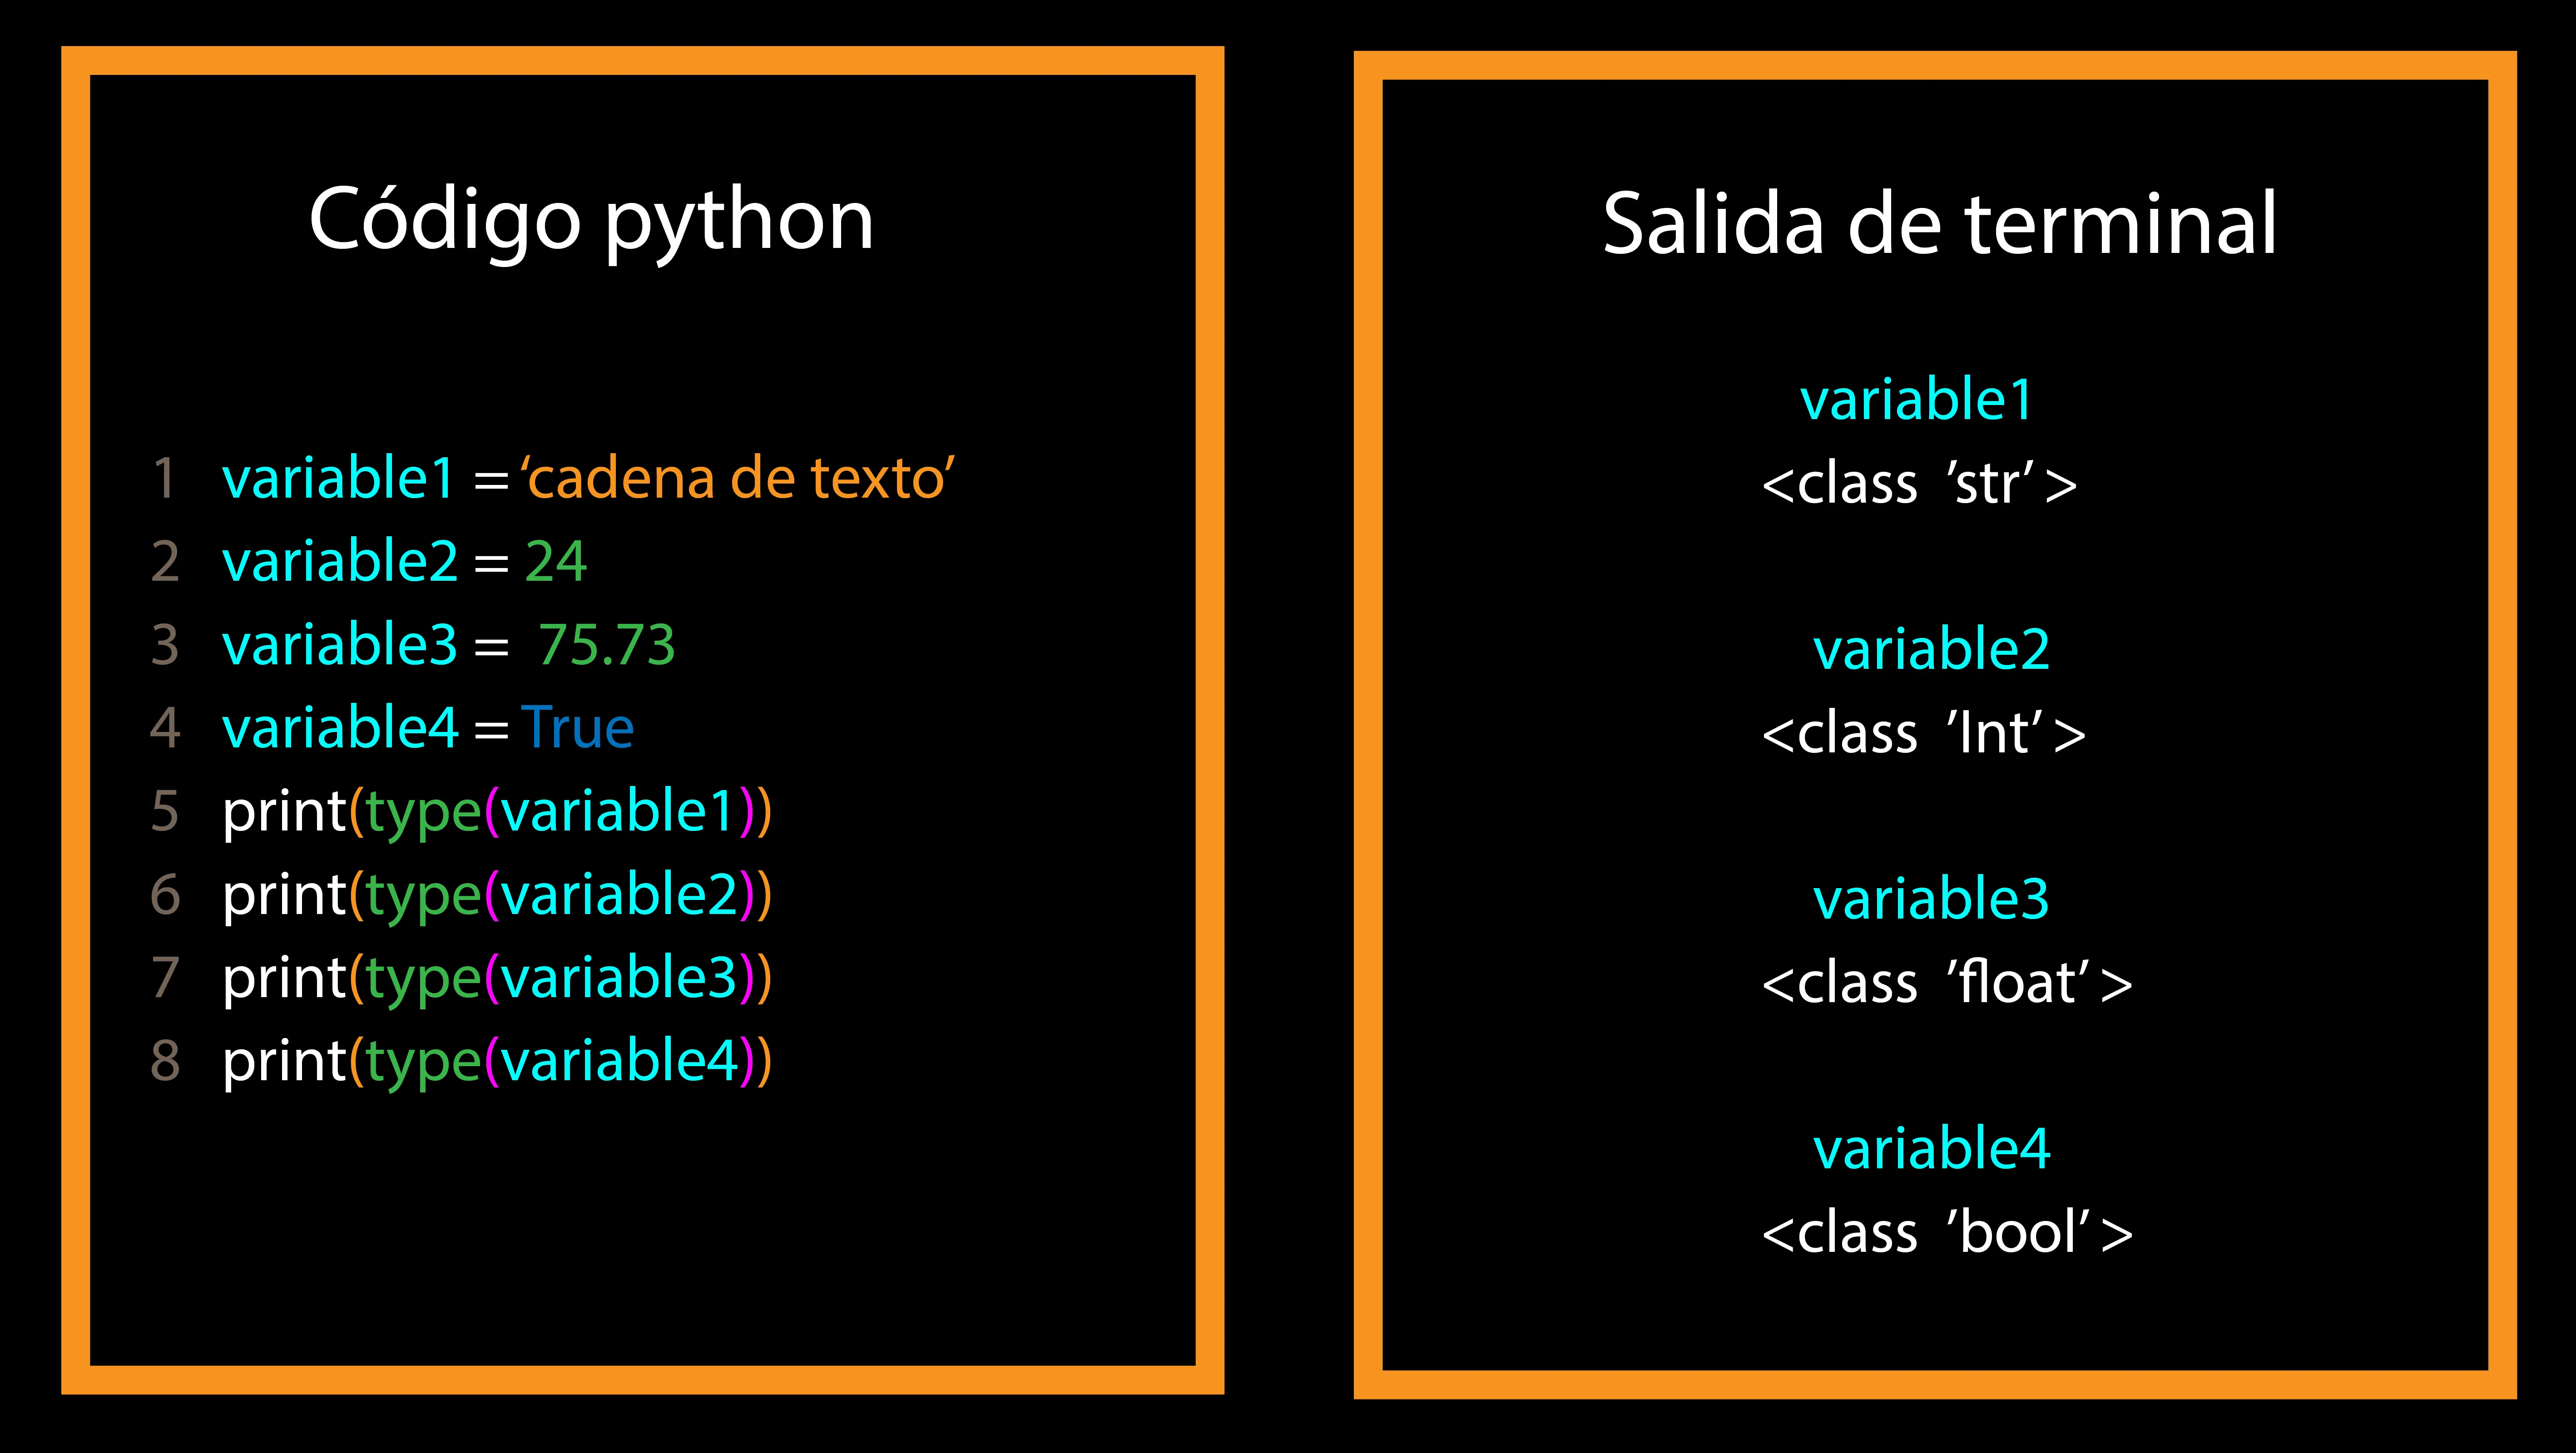 Código python
1 variable1 = ‘cadena de texto’
2 variable2 = 24
3 variable3 = 75.73
4 variable4 = True
5 print(type(variable1))
6 print(type(variable2))
7 print(type(variable3))
8 print(type(variable4))
Salida de terminal
variable1
<class ’str’ >
variable2
<class ’Int’ >
variable3
<class ’float’ >
variable4
<class ’bool’ >